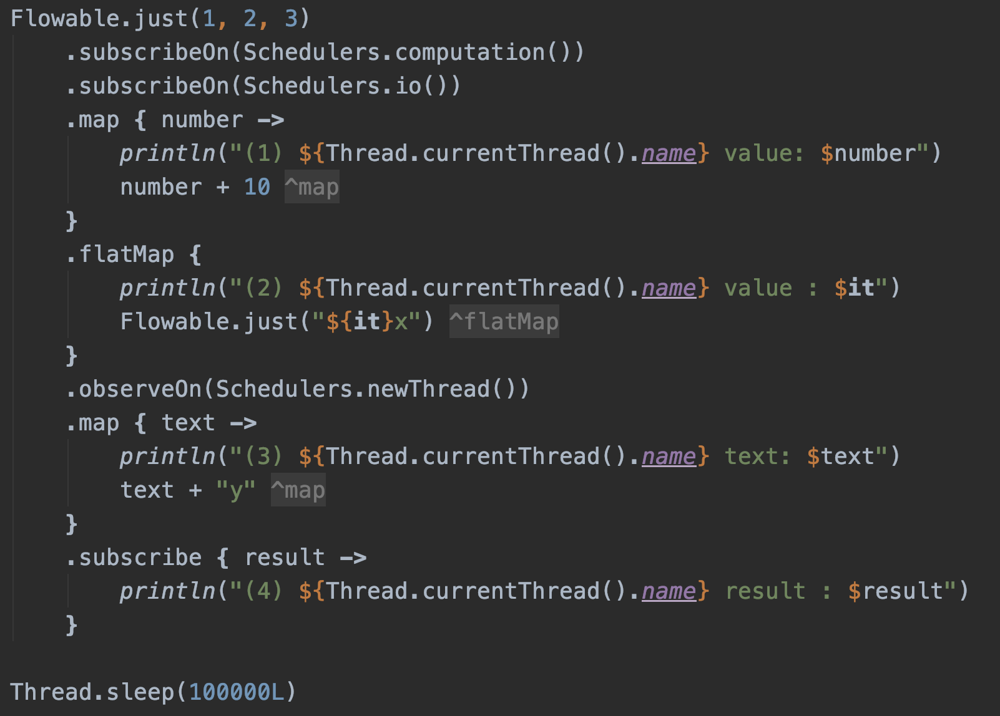 Flowable.just(1, 2, 3)
    .subscribeOn(Schedulers.computation())
    .subscribeOn(Schedulers.io())
    .map { number ->
        println("(1) ${Thread.currentThread().name} value: $number")
        number + 10 ^map
    }
    .flatMap {
        println("(2) ${Thread.currentThread().name} value : $it")
        Flowable.just("${it}x") ^flatMap
    }
    .observeOn(Schedulers.newThread())
    .map { text ->
        println("(3) ${Thread.currentThread().name} text: $text")
        text + "y" ^map
    }
    .subscribe { result ->
        println("(4) ${Thread.currentThread().name} result : $result")
    }

Thread.sleep(100000L)